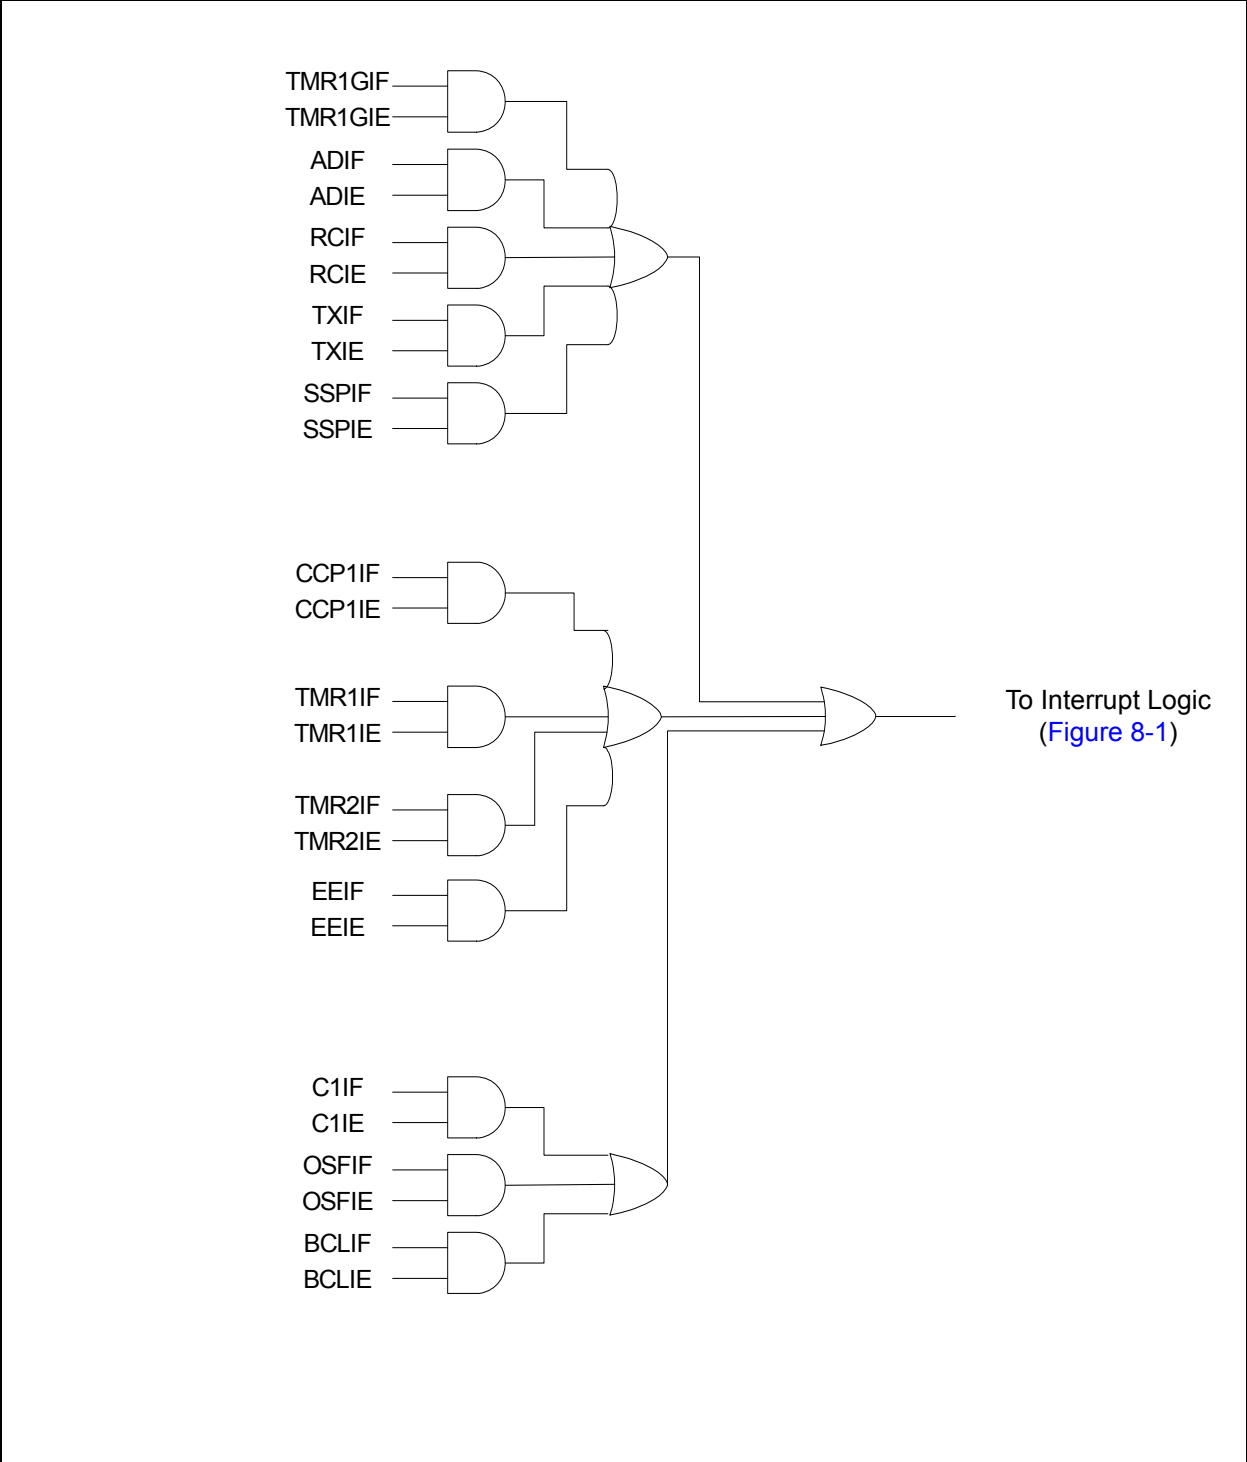 TMR1GIF
TMR1GIE
ADIF
ADIE
RCIF
RCIE
TXIF
TXIE
SSPIF
SSPIE
CCP1IF
CCP1IE
TMR1IF
TMR1IE
To Interrupt Logic
(Figure 8-1)
TMR2IF
TMR2IE
EEIF
EEIE
C1IF
C1IE
OSFIF
OSFIE
BCLIF
BCLIE